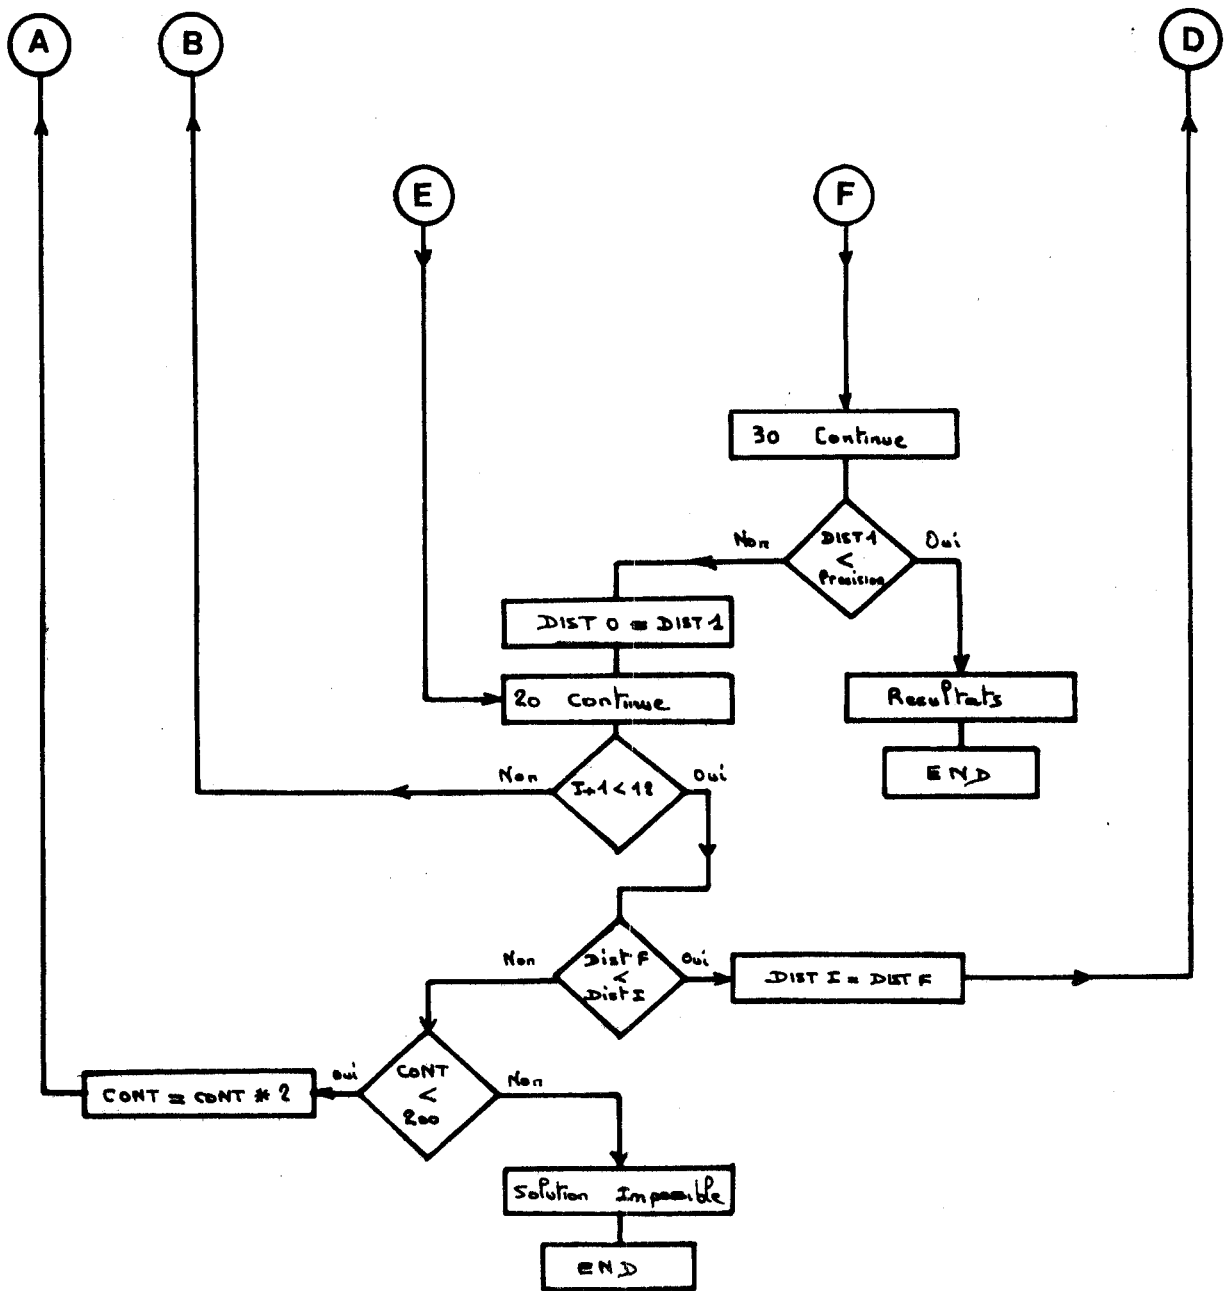 A
B
D
E
F
30 Continue
DIST 1
<
Precision
Non
Oui
DIST 0 = DIST 1
20 Continue
Resultats
END
I+1<12
Non
Oui
Dist F
<
Dist I
Non
Oui
DIST I = DIST F
CONT
<
200
Oui
Non
CONT = CONT * 2
Solution Impossible
END